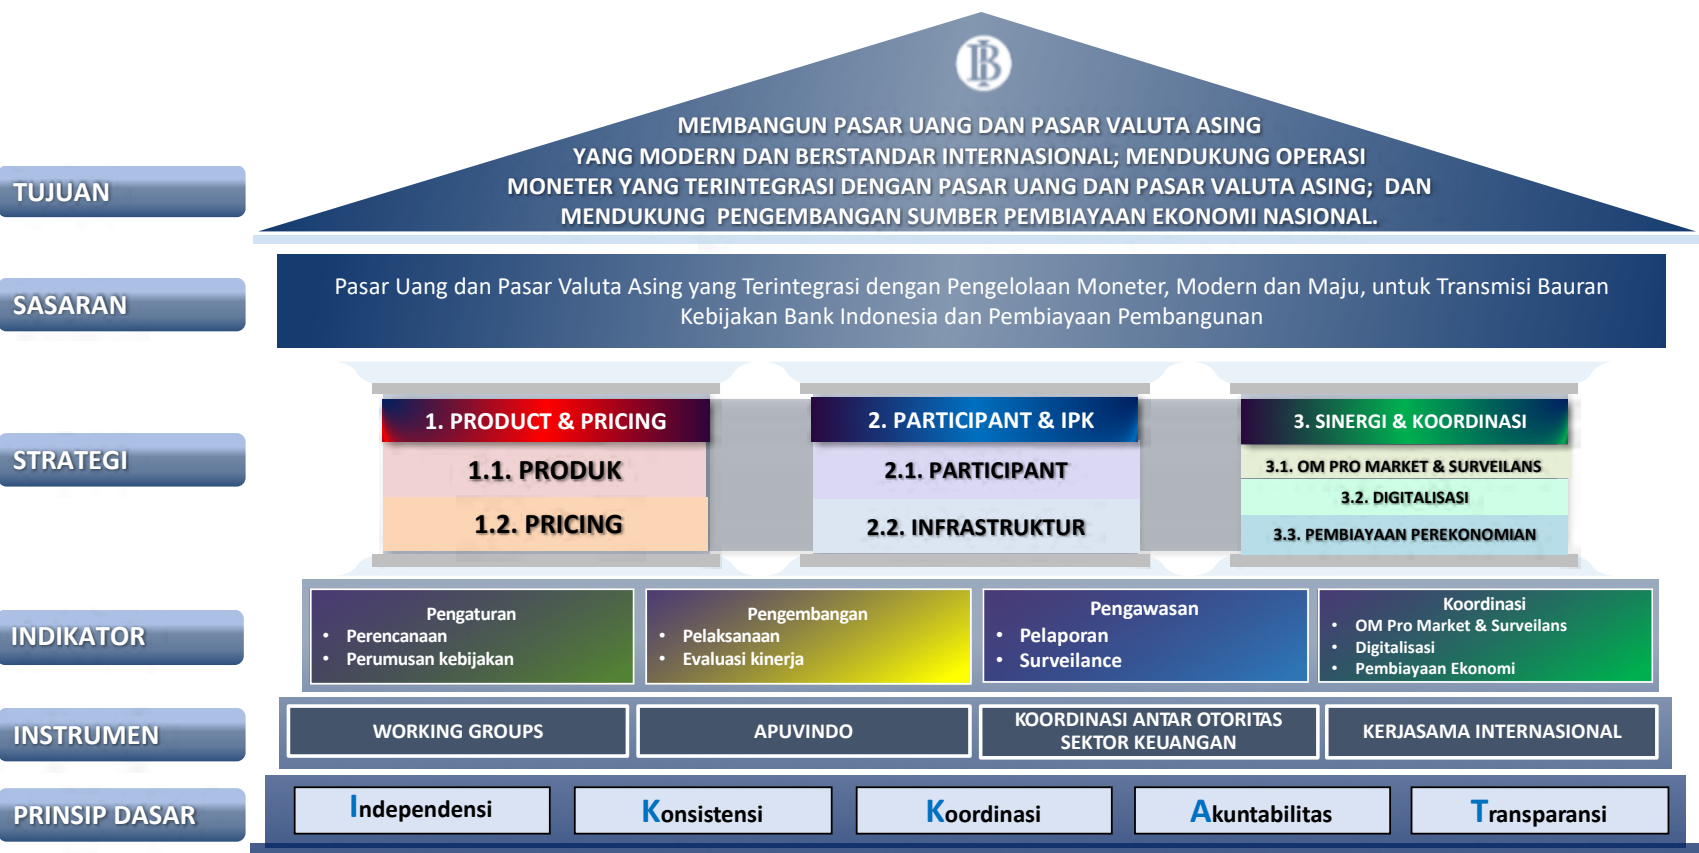 MEMBANGUN PASAR UANG DAN PASAR VALUTA ASING
YANG MODERN DAN BERSTANDAR INTERNASIONAL; MENDUKUNG OPERASI
MONETER YANG TERINTEGRASI DENGAN PASAR UANG DAN PASAR VALUTA ASING; DAN
MENDUKUNG PENGEMBANGAN SUMBER PEMBIAYAAN EKONOMI NASIONAL.
TUJUAN
SASARAN
Pasar Uang dan Pasar Valuta Asing yang Terintegrasi dengan Pengelolaan Moneter, Modern dan Maju, untuk Transmisi Bauran
Kebijakan Bank Indonesia dan Pembiayaan Pembangunan
STRATEGI
1. PRODUCT & PRICING
1.1. PRODUK
1.2. PRICING
2. PARTICIPANT & IPK
2.1. PARTICIPANT
2.2. INFRASTRUKTUR
3. SINERGI & KOORDINASI
3.1. OM PRO MARKET & SURVEILANS
3.2. DIGITALISASI
3.3. PEMBIAYAAN PEREKONOMIAN
INDIKATOR
Pengaturan
• Perencanaan
• Perumusan kebijakan
Pengembangan
• Pelaksanaan
• Evaluasi kinerja
Pengawasan
• Pelaporan
• Surveilance
Koordinasi
• OM Pro Market & Surveilans
• Digitalisasi
• Pembiayaan Ekonomi
INSTRUMEN
WORKING GROUPS
APUVINDO
KOORDINASI ANTAR OTORITAS
SEKTOR KEUANGAN
KERJASAMA INTERNASIONAL
PRINSIP DASAR
Independensi
Konsistensi
Koordinasi
Akuntabilitas
Transparansi